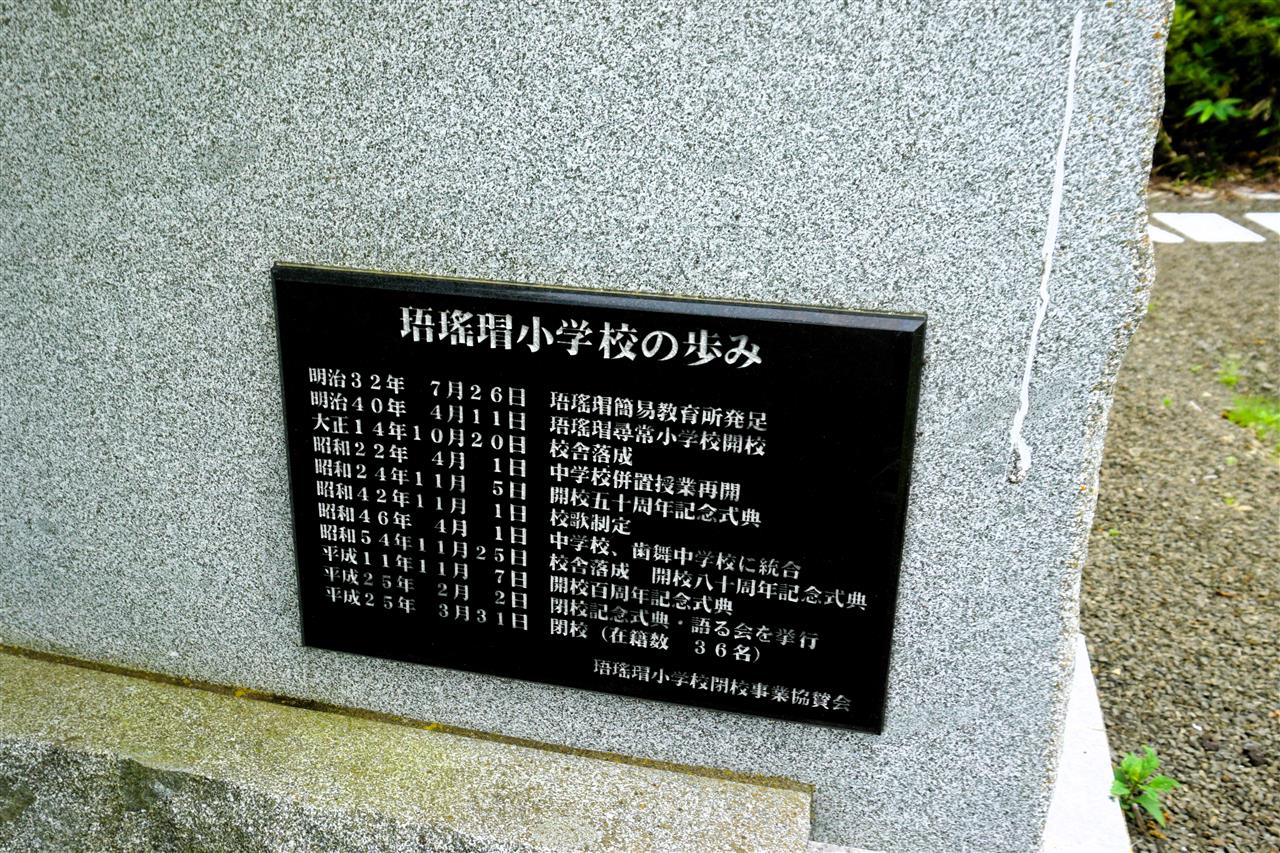 珸瑤瑁小学校の歩み
明治32年　7月26日　珸瑤瑁簡易教育所発足
明治40年　4月11日　珸瑤瑁尋常小学校開校
大正14年10月20日　校舎落成
昭和22年　4月　1日　中学校併置授業再開
昭和24年11月　5日　開校五十周年記念式典
昭和42年11月　1日　校歌制定
昭和46年　4月　1日　中学校、歯舞中学校に統合
昭和54年11月25日　校舎落成　開校八十周年記念式典
平成11年11月　7日　開校百周年記念式典
平成25年　2月　2日　閉校記念式典・語る会を挙行
平成25年　3月31日　閉校（在籍数　36名）
珸瑤瑁小学校閉校事業協賛会